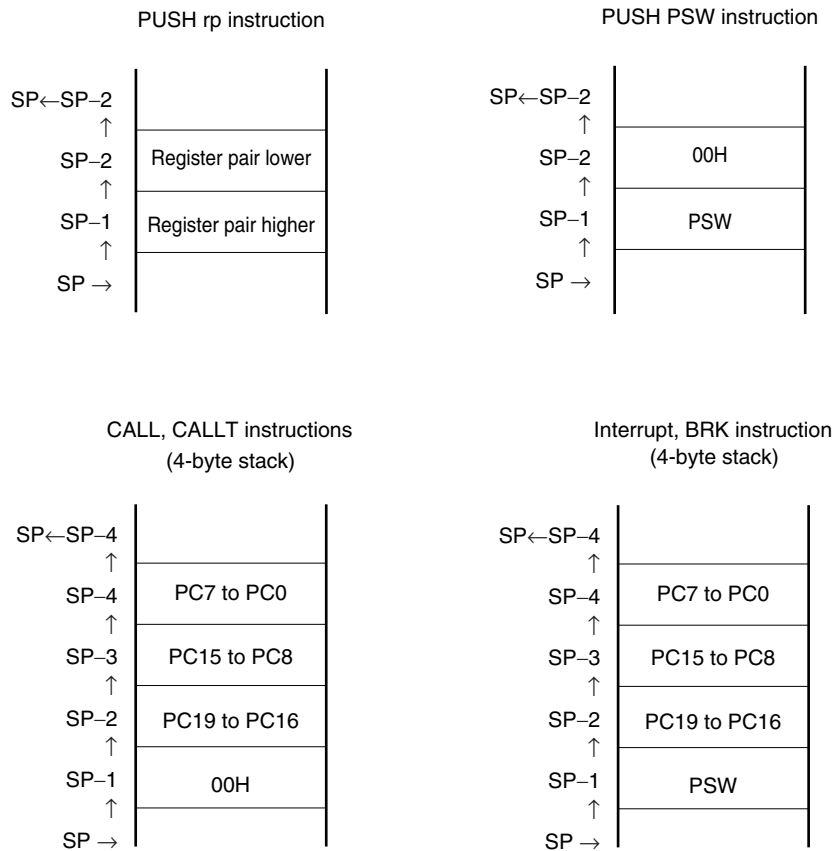 PUSH rp instruction
SP←SP–2
↑
SP–2
Register pair lower
↑
SP–1
Register pair higher
↑
SP →
PUSH PSW instruction
SP←SP–2
↑
SP–2
00H
↑
SP–1
PSW
↑
SP →
CALL, CALLT instructions
(4-byte stack)
SP←SP–4
↑
SP–4
PC7 to PC0
↑
SP–3
PC15 to PC8
↑
SP–2
PC19 to PC16
↑
SP–1
00H
↑
SP →
Interrupt, BRK instruction
(4-byte stack)
SP←SP–4
↑
SP–4
PC7 to PC0
↑
SP–3
PC15 to PC8
↑
SP–2
PC19 to PC16
↑
SP–1
PSW
↑
SP →